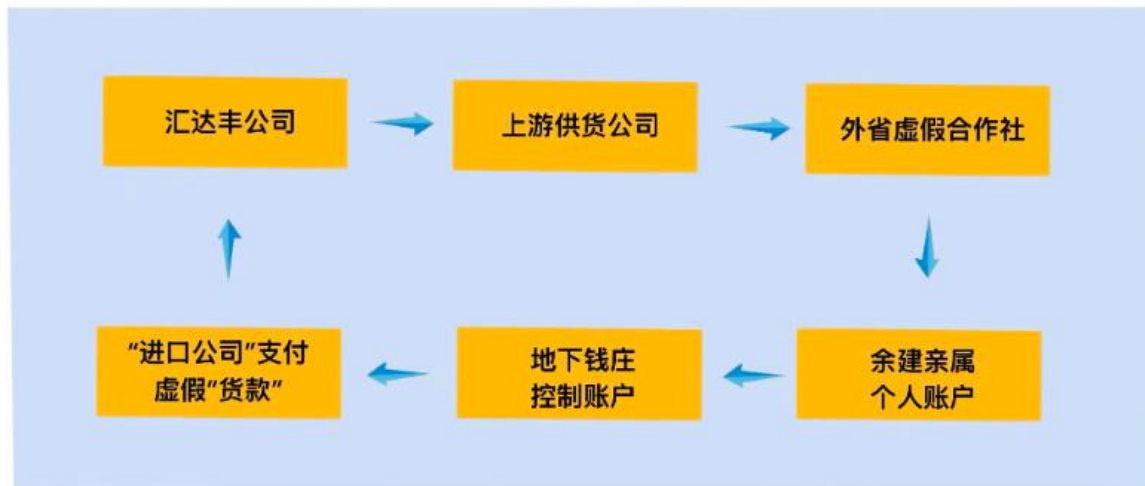 汇达丰公司
上游供货公司
外省虚假合作社
“进口公司”支付
虚假“货款”
地下钱庄
控制账户
余建亲属
个人账户